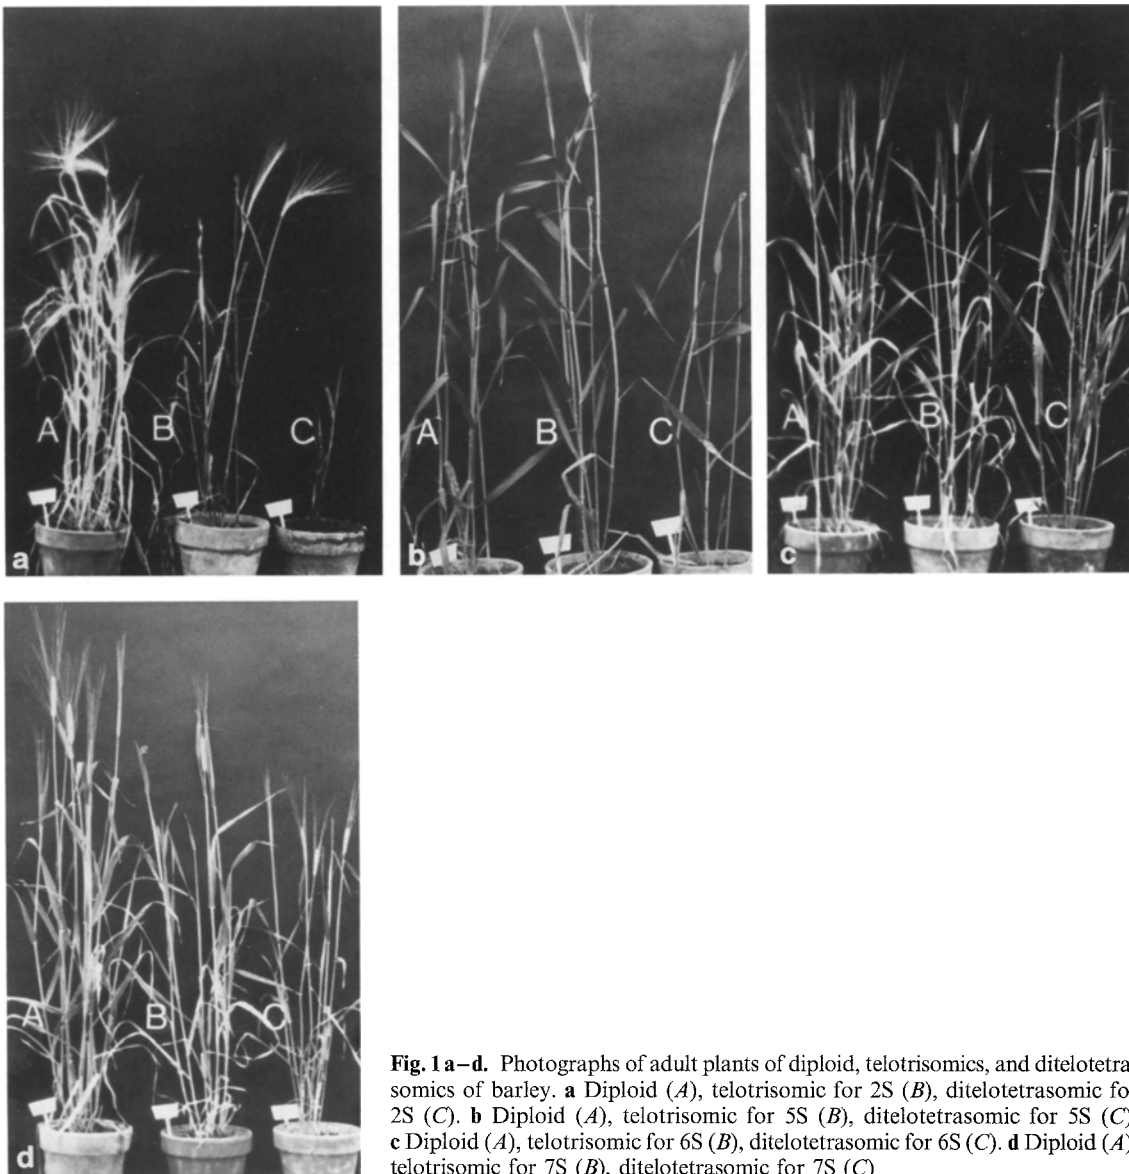 A
B
C
a
A
B
C
b
A
B
C
c
A
B
C
d
Fig. 1 a–d. Photographs of adult plants of diploid, telotrisomics, and ditelotetra-
somics of barley. a Diploid (A), telotrisomic for 2S (B), ditelotetrasomic fo
2S (C). b Diploid (A), telotrisomic for 5S (B), ditelotetrasomic for 5S (C)
c Diploid (A), telotrisomic for 6S (B), ditelotetrasomic for 6S (C). d Diploid (A)
telotrisomic for 7S (B), ditelotetrasomic for 7S (C)